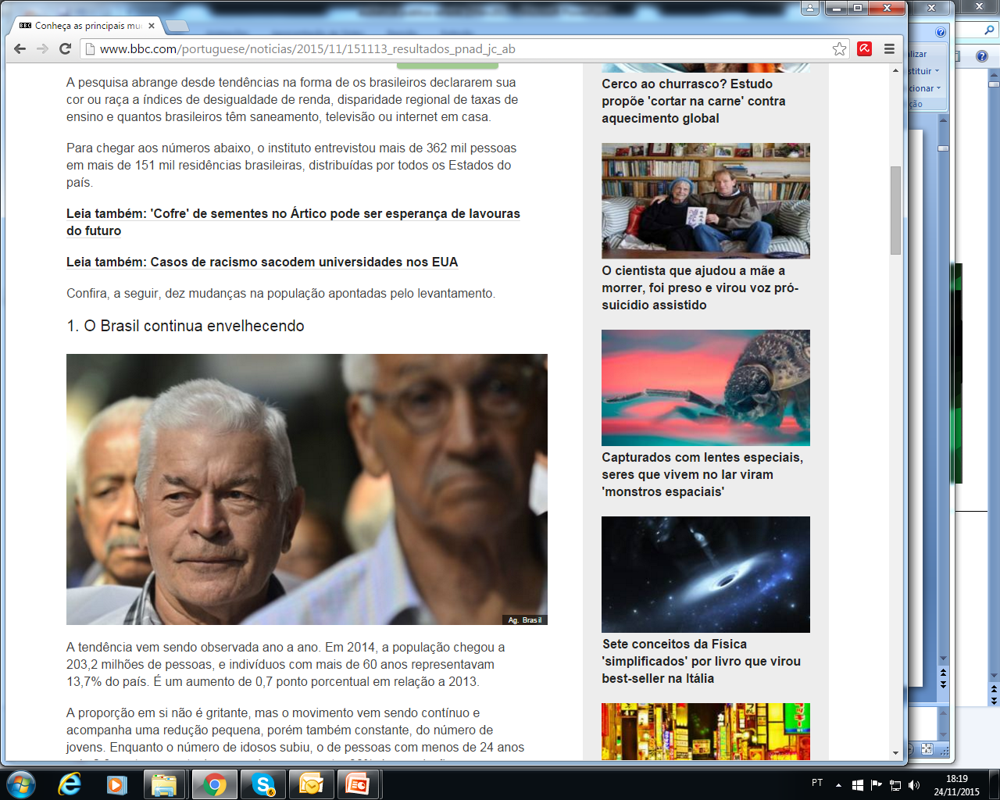 Conheça as principais mu
www.bbc.com/portuguese/noticias/2015/11/151113_resultados_pnad_jc_ab
A pesquisa abrange desde tendências na forma de os brasileiros declararem sua
cor ou raça a índices de desigualdade de renda, disparidade regional de taxas de
ensino e quantos brasileiros têm saneamento, televisão ou internet em casa.
Para chegar aos números abaixo, o instituto entrevistou mais de 362 mil pessoas
em mais de 151 mil residências brasileiras, distribuídas por todos os Estados do
país.
Leia também: 'Cofre' de sementes no Ártico pode ser esperança de lavouras
do futuro
Leia também: Casos de racismo sacodem universidades nos EUA
Confira, a seguir, dez mudanças na população apontadas pelo levantamento.
1. O Brasil continua envelhecendo
Ag. Brasil
A tendência vem sendo observada ano a ano. Em 2014, a população chegou a
203,2 milhões de pessoas, e indivíduos com mais de 60 anos representavam
13,7% do país. É um aumento de 0,7 ponto porcentual em relação a 2013.
A proporção em si não é gritante, mas o movimento vem sendo contínuo e
acompanha uma redução pequena, porém também constante, do número de
jovens. Enquanto o número de idosos subiu, o de pessoas com menos de 24 anos
Cerco ao churrasco? Estudo
propõe 'cortar na carne' contra
aquecimento global
O cientista que ajudou a mãe a
morrer, foi preso e virou voz pró-
suicídio assistido
Capturados com lentes especiais,
seres que vivem no lar viram
'monstros espaciais'
Sete conceitos da Física
'simplificados' por livro que virou
best-seller na Itália
alizar
stituir
cionar
ção
6
PT
18:19
24/11/2015